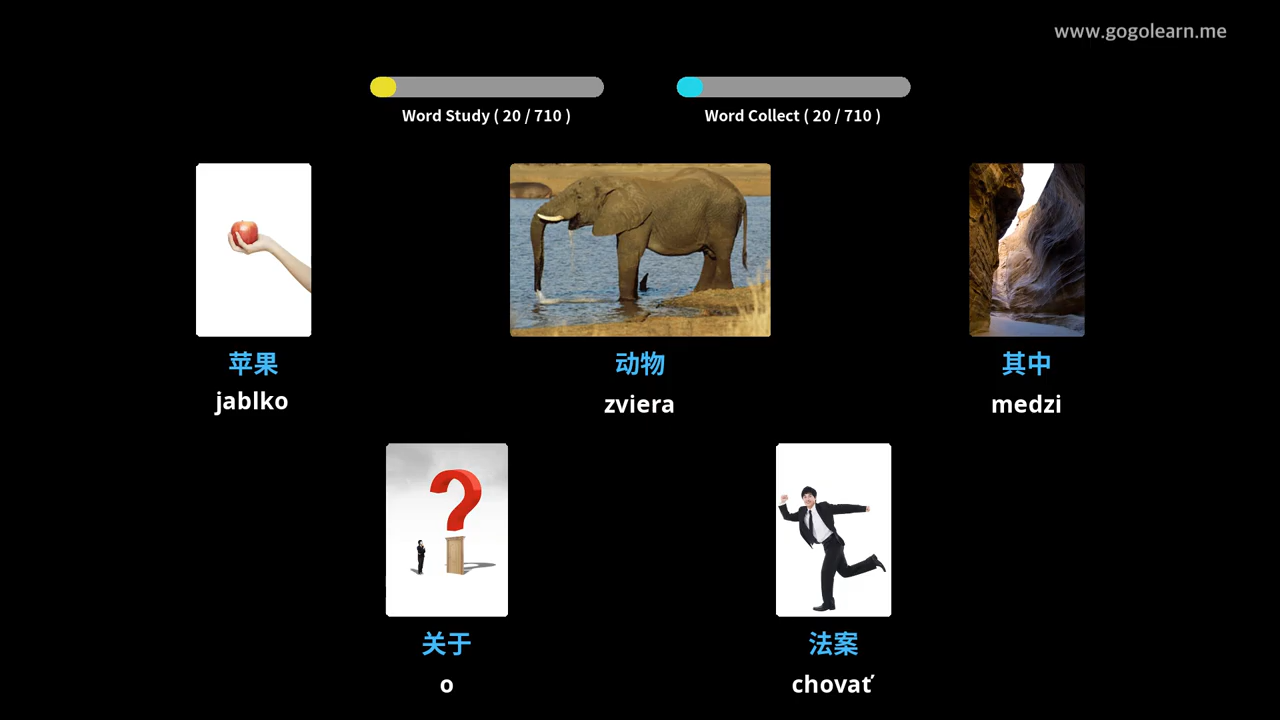 www.gogolearn.me
Word Study ( 20 / 710 )
Word Collect ( 20 / 710 )
苹果
动物
其中
jablko
zviera
medzi
关于
法案
o
chovať